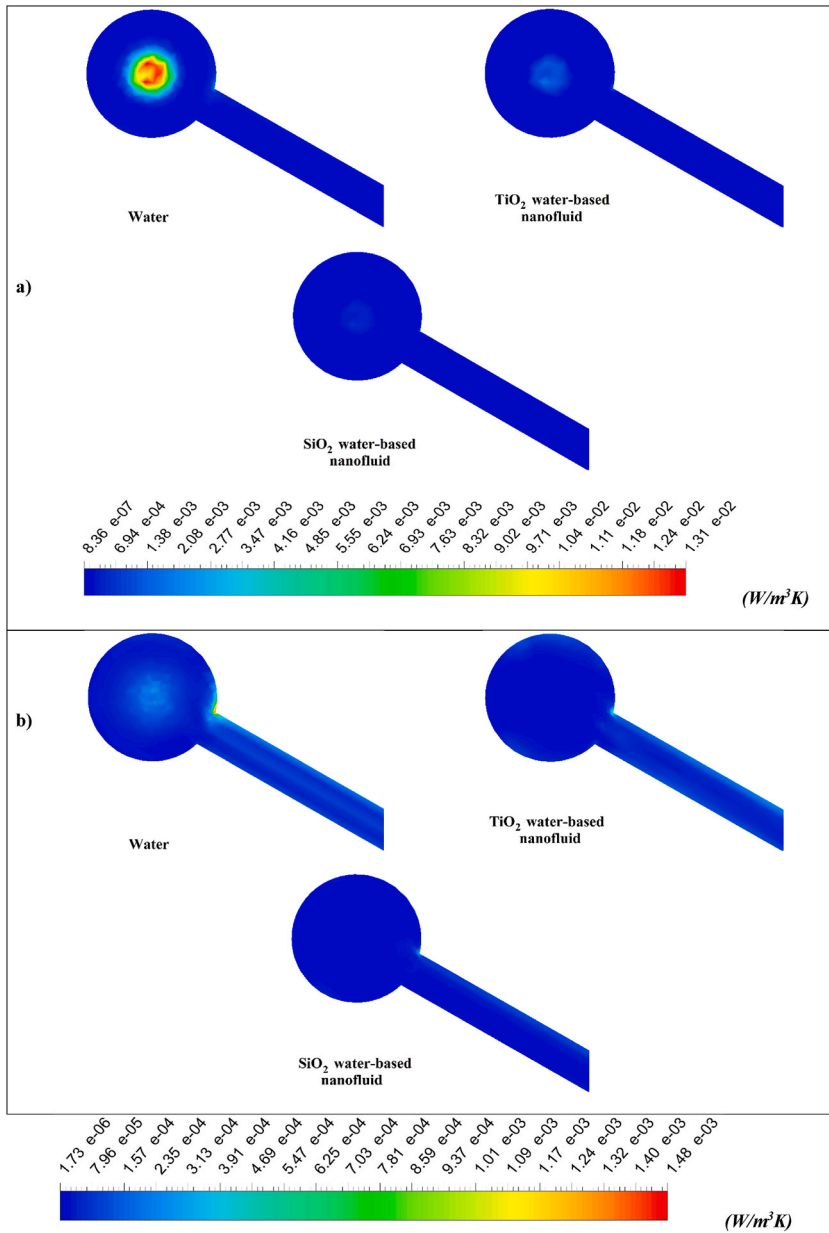 Water
TiO₂ water-based
nanofluid
a)
SiO₂ water-based
nanofluid
8.36 e-07
6.94 e-04
1.38 e-03
2.08 e-03
2.77 e-03
3.47 e-03
4.16 e-03
4.85 e-03
5.55 e-03
6.24 e-03
6.93 e-03
7.63 e-03
8.32 e-03
9.02 e-03
9.71 e-03
1.04 e-02
1.11 e-02
1.18 e-02
1.24 e-02
1.31 e-02
(W/m³K)
b)
Water
TiO₂ water-based
nanofluid
SiO₂ water-based
nanofluid
1.73 e-06
7.96 e-05
1.57 e-04
2.35 e-04
3.13 e-04
3.91 e-04
4.69 e-04
5.47 e-04
6.25 e-04
7.03 e-04
7.81 e-04
8.59 e-04
9.37 e-04
1.01 e-03
1.09 e-03
1.17 e-03
1.24 e-03
1.32 e-03
1.40 e-03
1.48 e-03
(W/m³K)